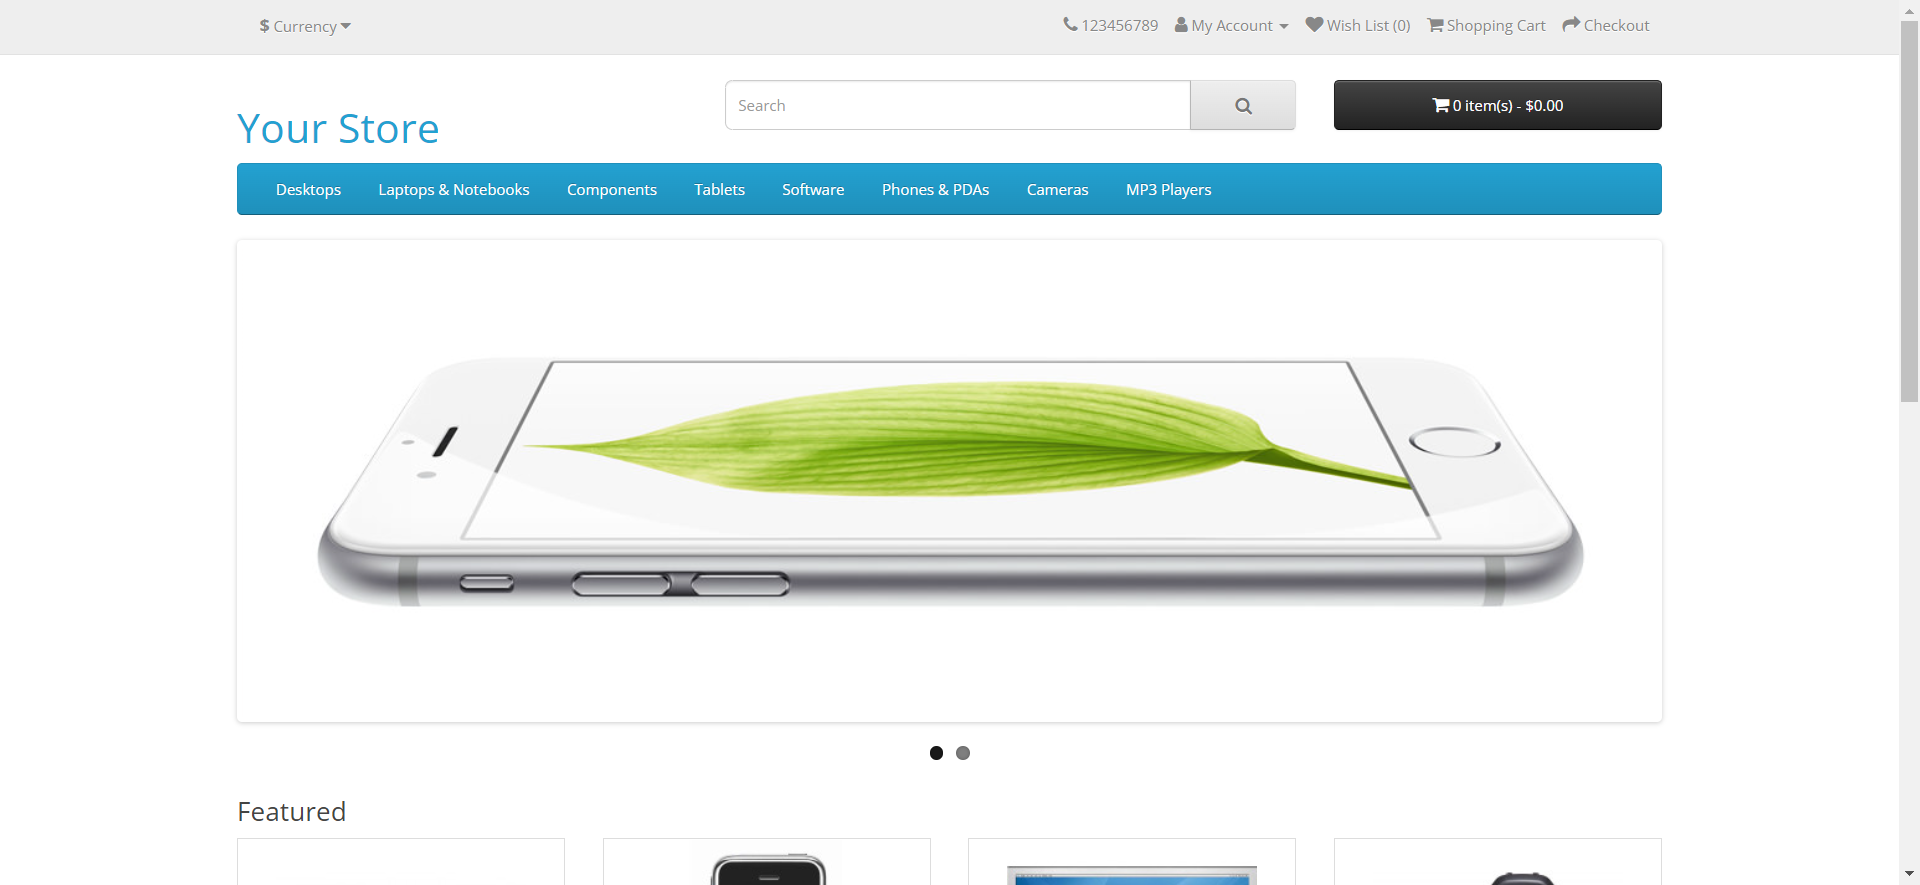 $ Currency
123456789 My Account Wish List (0) Shopping Cart Checkout
Your Store
Search
0 item(s) - $0.00
Desktops Laptops & Notebooks Components Tablets Software Phones & PDAs Cameras MP3 Players
Featured